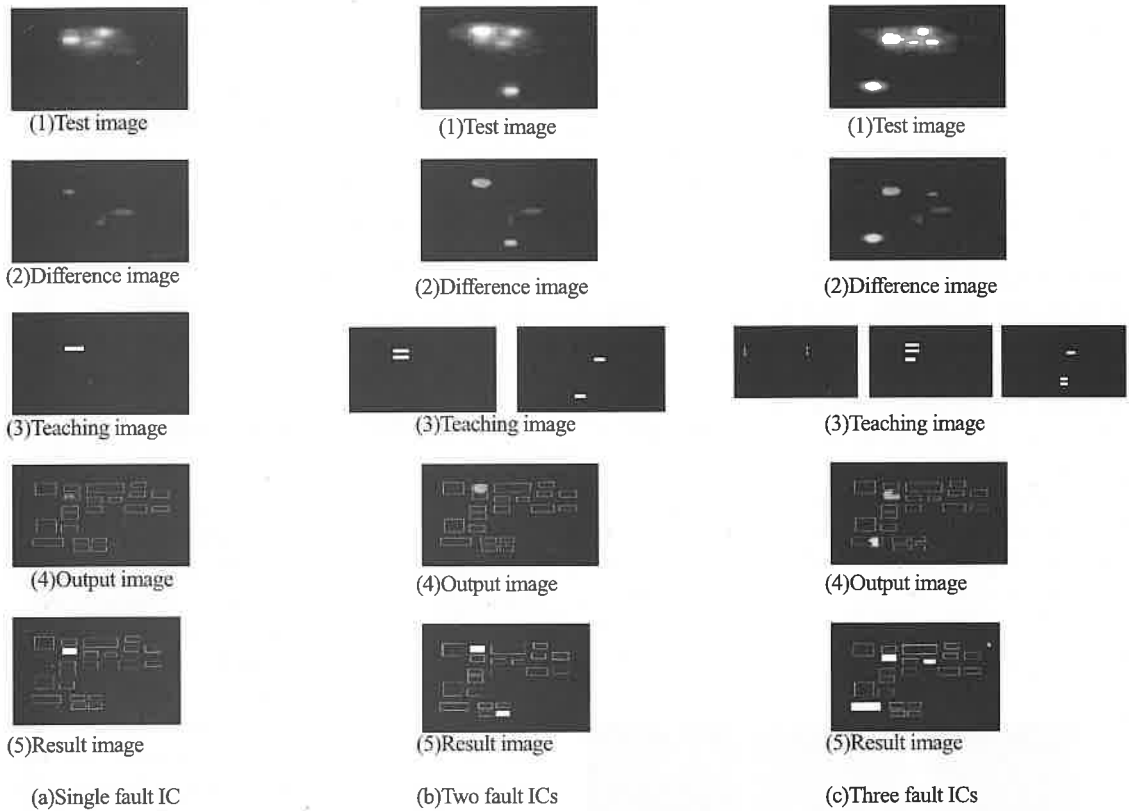 (1)Test image
(1)Test image
(1)Test image
(2)Difference image
(2)Difference image
(2)Difference image
(3)Teaching image
(3)Teaching image
(3)Teaching image
(4)Output image
(4)Output image
(4)Output image
(5)Result image
(5)Result image
(5)Result image
(a)Single fault IC
(b)Two fault ICs
(c)Three fault ICs